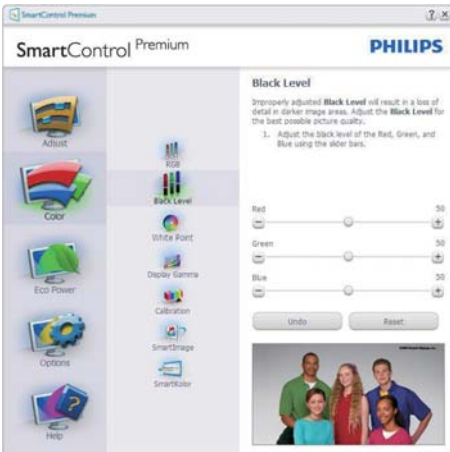 SmartControl Premium
? X
SmartControl Premium
PHILIPS
Adjust
Color
Eco Power
Options
Help
RGB
Black Level
White Point
Display Gamma
Calibration
SmartImage
SmartKolor
Black Level
Improperly adjusted Black Level will result in a loss of
detail in darker image areas. Adjust the Black Level for
the best possible picture quality.
1. Adjust the black level of the Red, Green, and
Blue using the slider bars.
Red 50
Green 50
Blue 50
Undo Reset